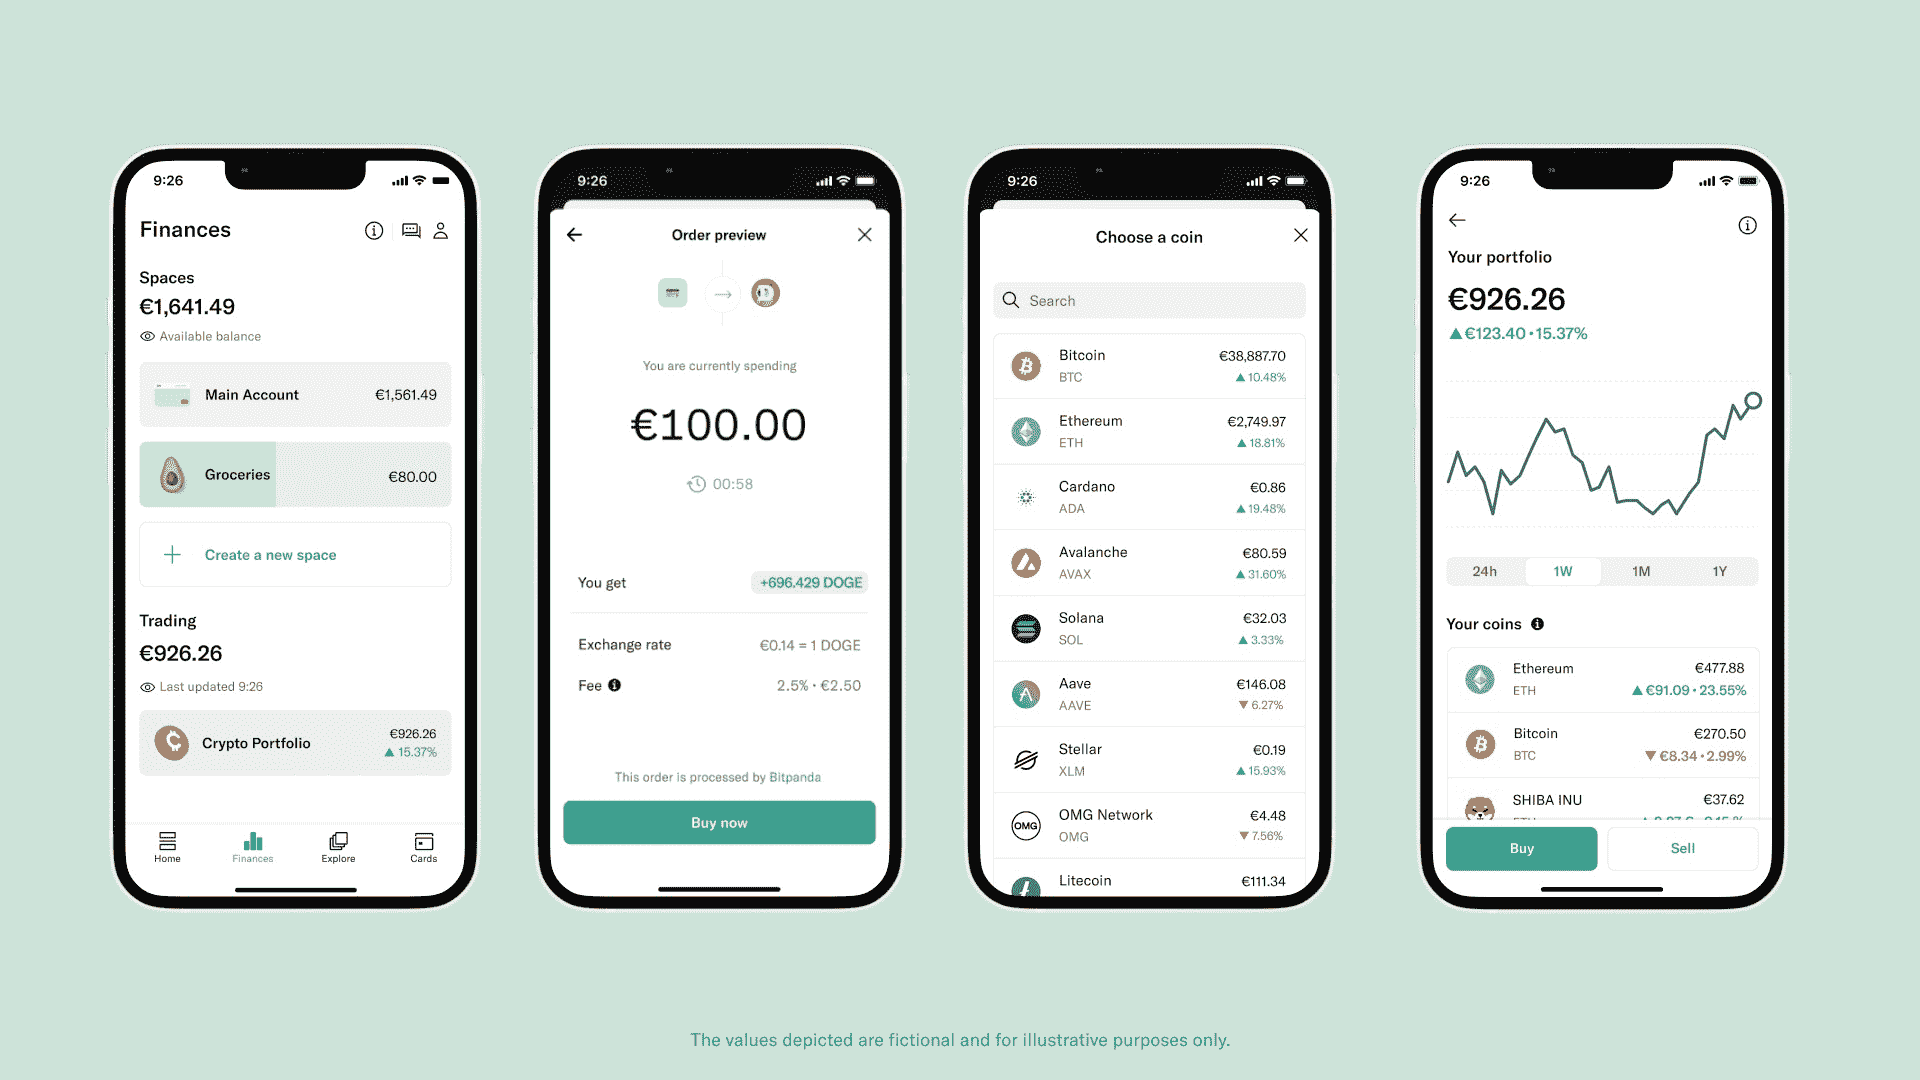 9:26
Finances
Spaces
€1,641.49
Available balance
Main Account €1,561.49
Groceries €80.00
Create a new space
Trading
€926.26
Last updated 9:26
Crypto Portfolio €926.26
▲ 15.37%
Home Finances Explore Cards
9:26
Order preview
You are currently spending
€100.00
00:58
You get +696.429 DOGE
Exchange rate €0.14 = 1 DOGE
Fee 2.5% • €2.50
This order is processed by Bitpanda
Buy now
9:26
Choose a coin
Search
Bitcoin €38,887.70
BTC ▲ 10.48%
Ethereum €2,749.97
ETH ▲ 18.81%
Cardano €0.86
ADA ▲ 19.48%
Avalanche €80.59
AVAX ▲ 31.60%
Solana €32.03
SOL ▲ 3.33%
Aave €146.08
AAVE ▼ 6.27%
Stellar €0.19
XLM ▲ 15.93%
OMG
OMG Network €4.48
OMG ▼ 7.56%
Litecoin €111.34
9:26
Your portfolio
€926.26
▲ €123.40 • 15.37%
24h 1W 1M 1Y
Your coins
Ethereum €477.88
ETH ▲ €91.09 • 23.55%
Bitcoin €270.50
BTC ▼ €8.34 • 2.99%
SHIBA INU €37.62
Buy Sell
The values depicted are fictional and for illustrative purposes only.